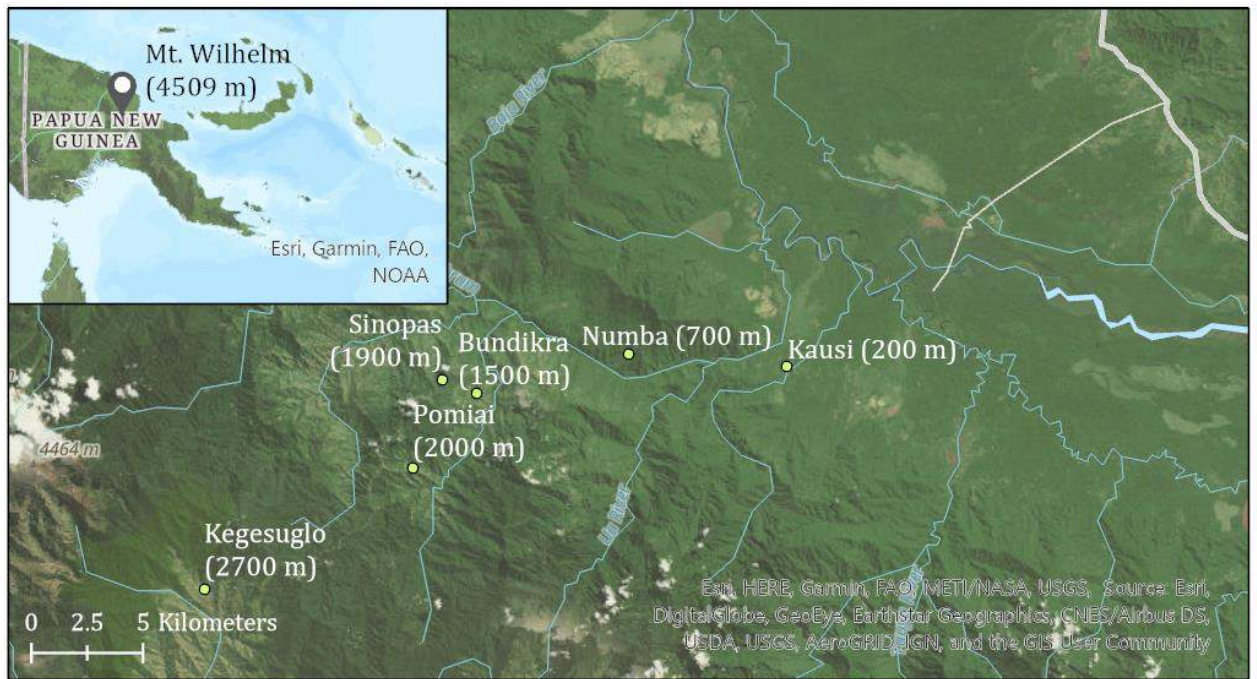 Mt. Wilhelm
(4509 m)
PAPUA NEW
GUINEA
Esri, Garmin, FAO,
NOAA
Sinopas
(1900 m)
Bundikra
(1500 m)
Numba (700 m)
Kausi (200 m)
Pomiai
(2000 m)
4464 m
Uo River
Kegesuglo
(2700 m)
0 2.5 5 Kilometers
Esri, HERE, Garmin, FAO, METI/NASA, USGS, Source: Esri,
DigitalGlobe, GeoEye, Earthstar Geographics, CNES/Airbus DS,
USDA, USGS, AeroGRID, IGN, and the GIS User Community